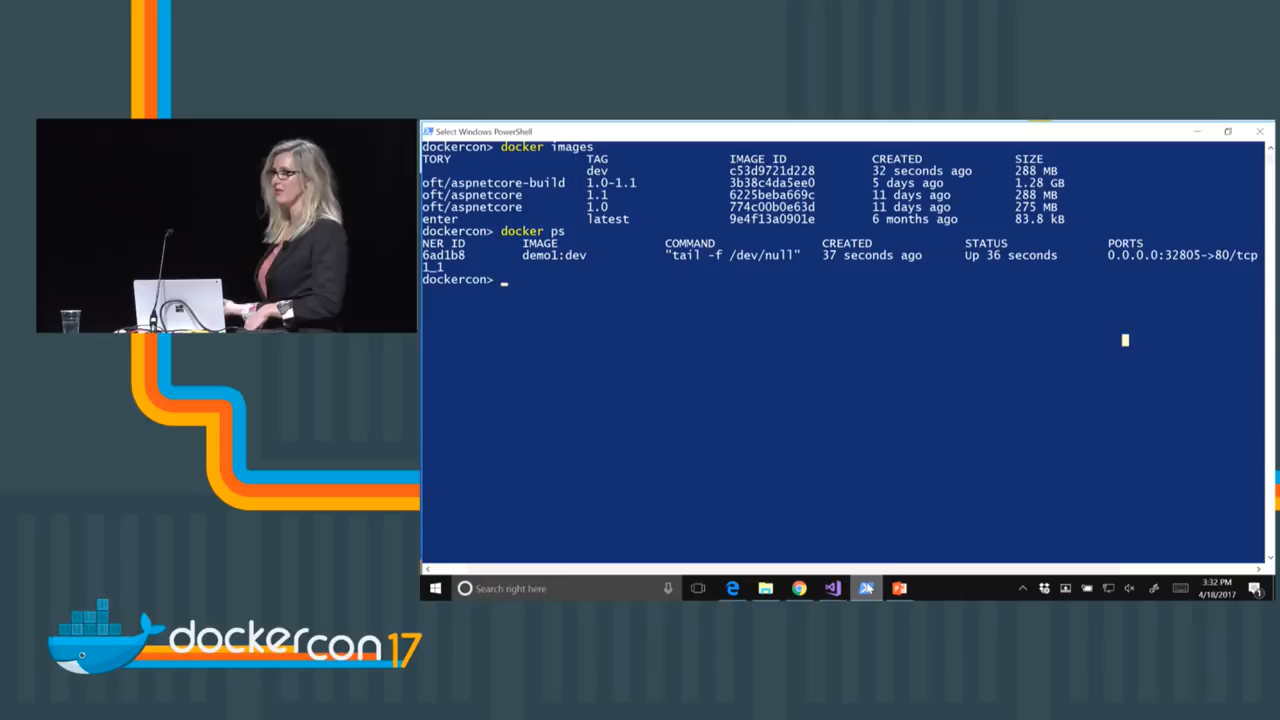 Select Windows PowerShell
dockercon> docker images
TORY TAG IMAGE ID CREATED SIZE
dev c53d9721d228 32 seconds ago 288 MB
oft/aspnetcore-build 1.0-1.1 3b38c4da5ee0 5 days ago 1.28 GB
oft/aspnetcore 1.1 6225beba669c 11 days ago 288 MB
oft/aspnetcore 1.0 774c00b0e63d 11 days ago 275 MB
enter latest 9e4f13a0901e 6 months ago 83.8 kB
dockercon> docker ps
NER ID IMAGE COMMAND CREATED STATUS PORTS
6ad1b8 demo1:dev "tail -f /dev/null" 37 seconds ago Up 36 seconds 0.0.0.0:32805->80/tcp
1_1
dockercon>
Search right here
3:32 PM
4/18/2017
dockercon 17